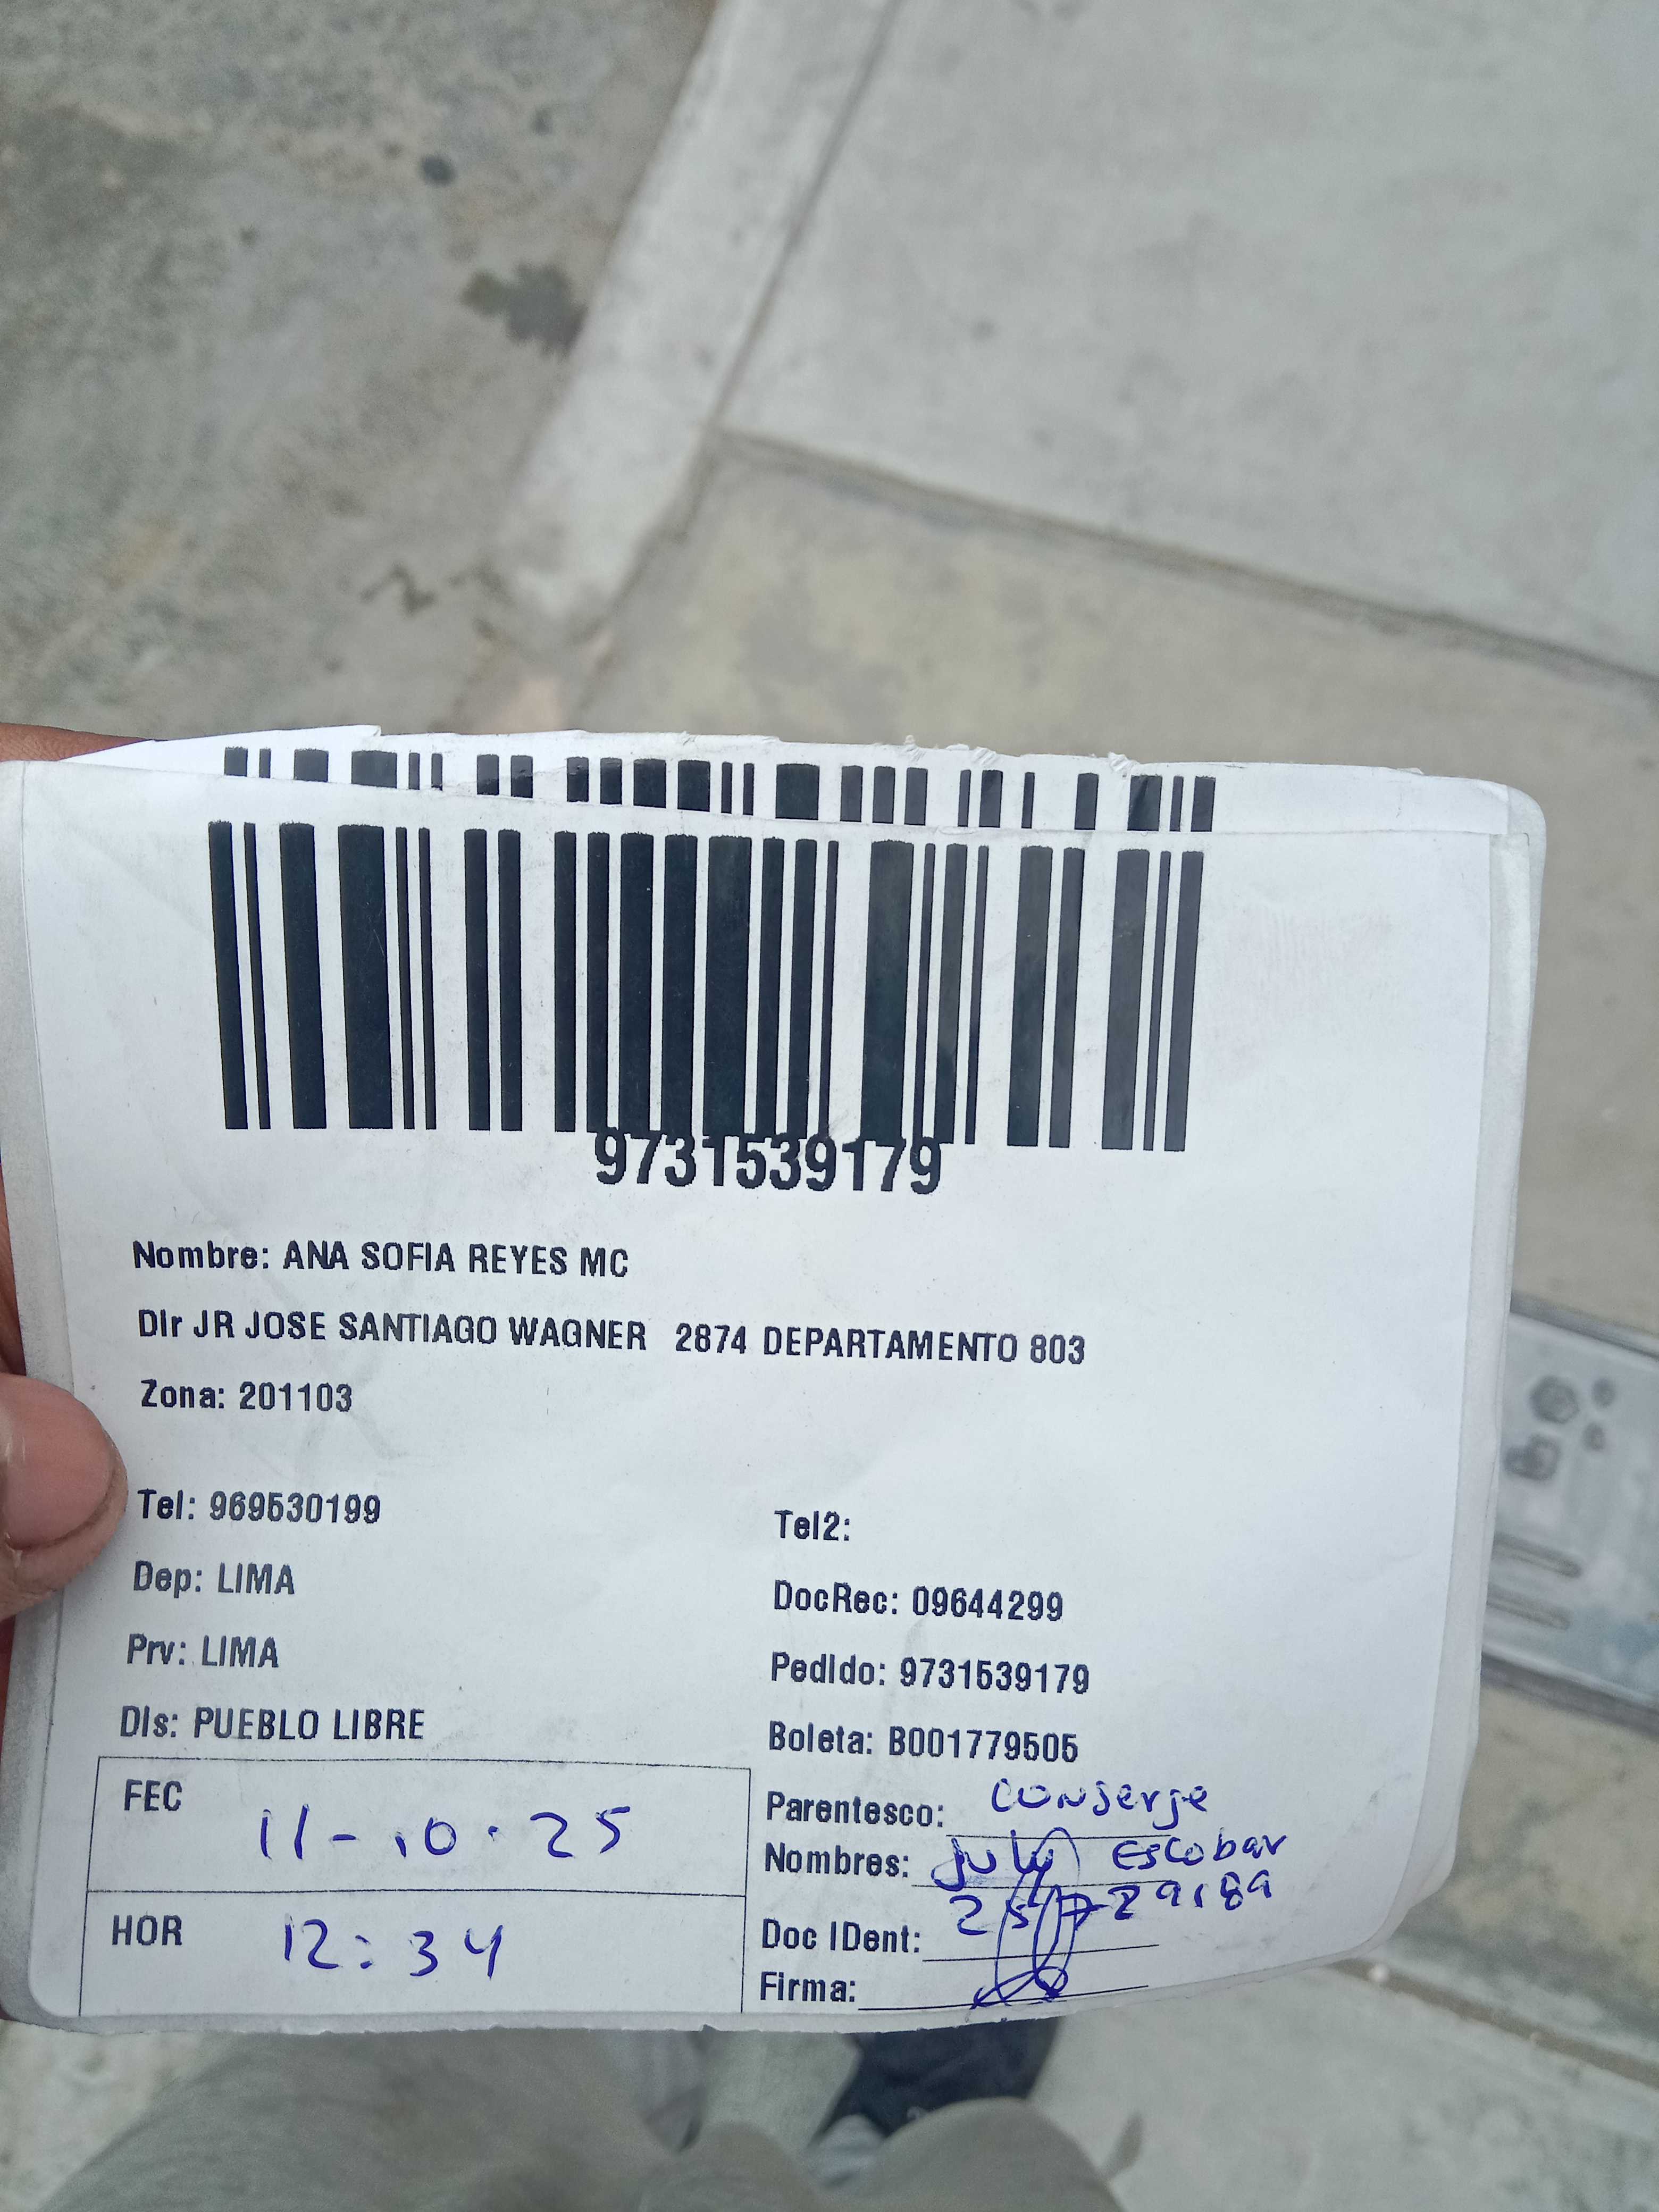 9731539179
Nombre: ANA SOFIA REYES MC
Dir JR JOSE SANTIAGO WAGNER 2874 DEPARTAMENTO 803
Zona: 201103
Tel: 969530199
Tel2:
Dep: LIMA
DocRec: 09644299
Prv: LIMA
Pedido: 9731539179
Dis: PUEBLO LIBRE
Boleta: B001779505
FEC 11-10-25
Parentesco: conserje
Nombres: July Escobar
HOR 12:34
Doc IDent:
Firma: